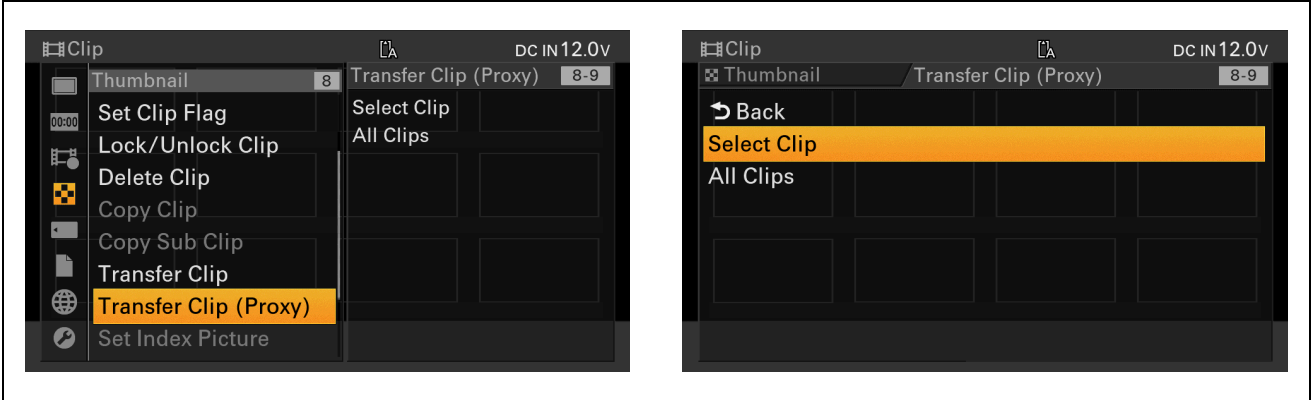 Clip
A
DC IN 12.0V
Thumbnail 8
Transfer Clip (Proxy) 8-9
00:00
Set Clip Flag
Lock/Unlock Clip
Delete Clip
Copy Clip
Copy Sub Clip
Transfer Clip
Transfer Clip (Proxy)
Set Index Picture
Select Clip
All Clips
Clip
A
DC IN 12.0V
Thumbnail
Transfer Clip (Proxy) 8-9
Back
Select Clip
All Clips